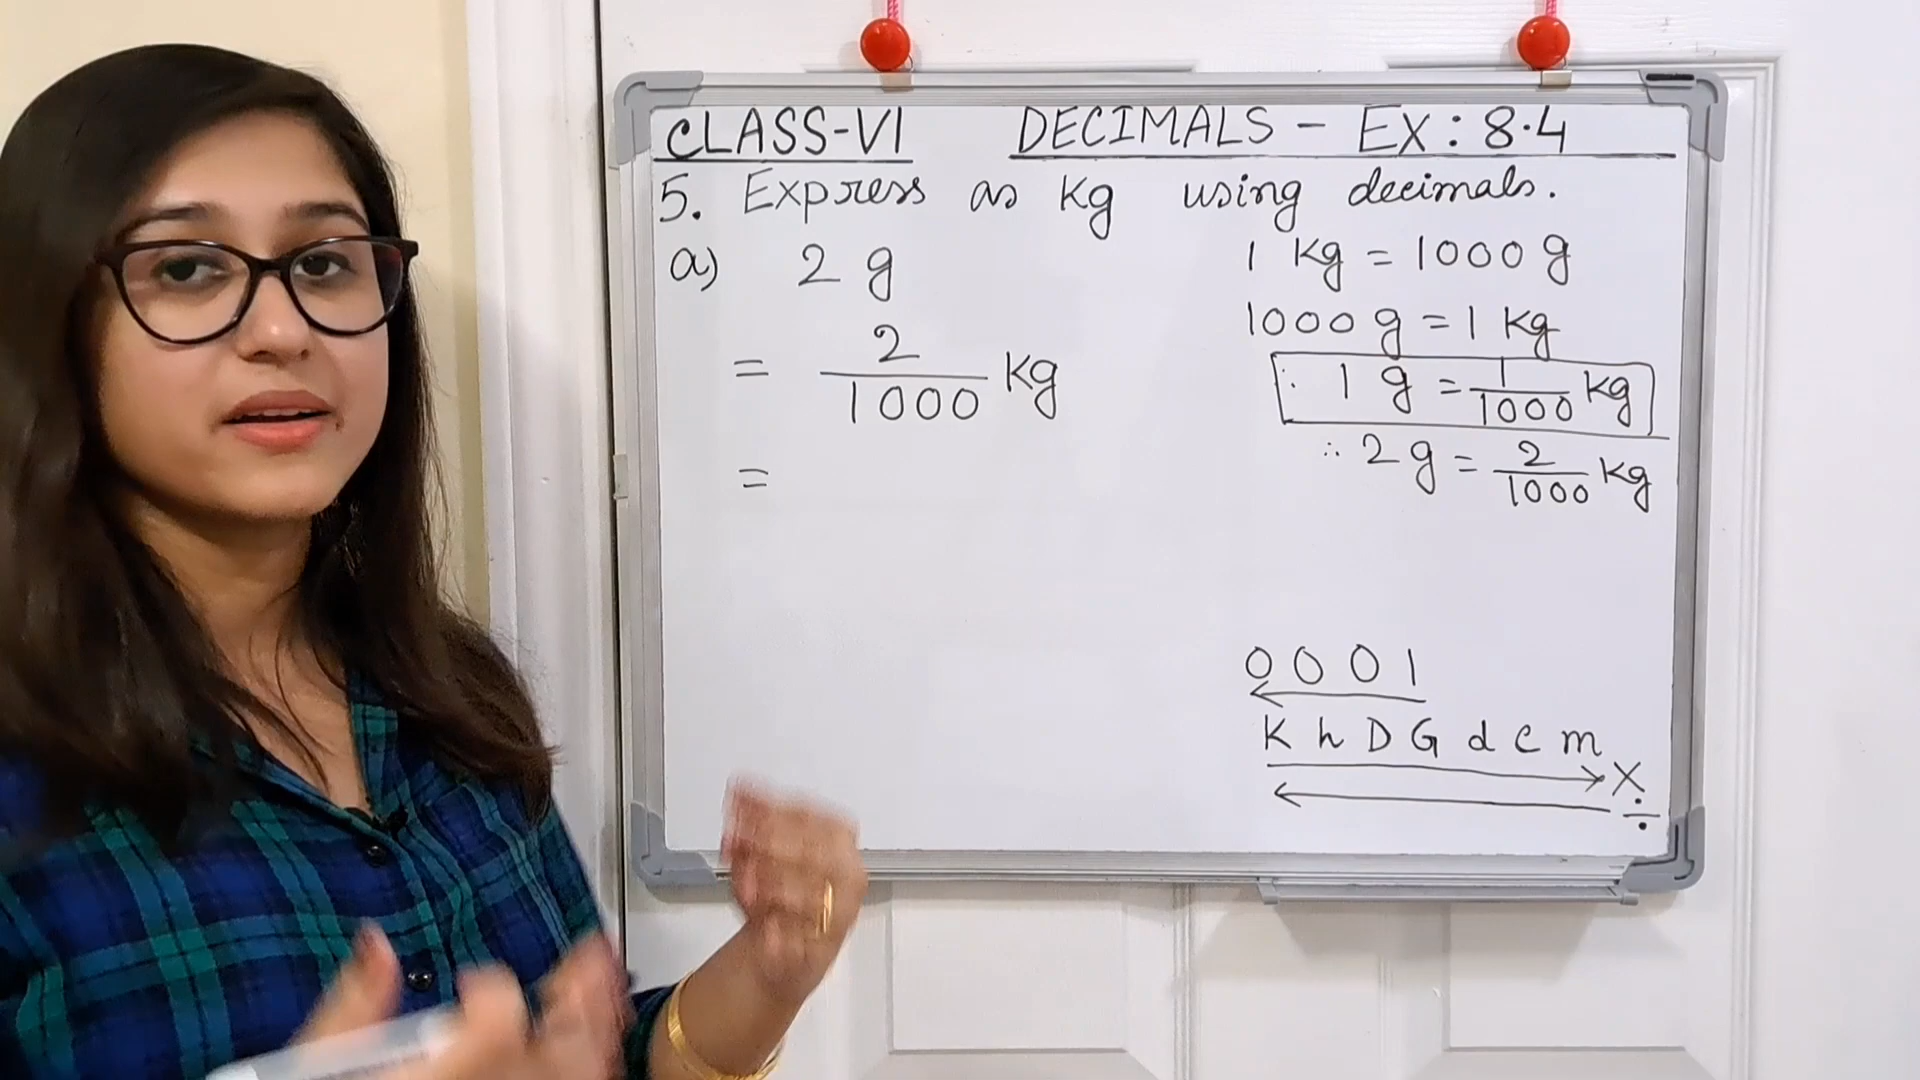 CLASS-VI DECIMALS - EX: 8.4
5. Express as Kg using decimals.
a) 2 g
= 2/1000 Kg
=
1 Kg = 1000 g
1000 g = 1 Kg
∴ 1 g = 1/1000 Kg
∴ 2 g = 2/1000 Kg
0 0 0 1
K h D G d c m
×
÷